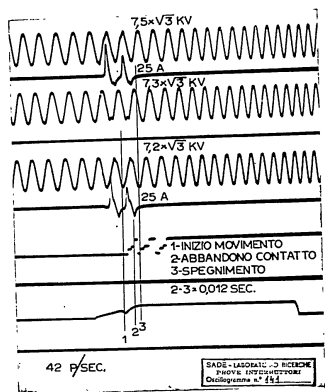 7,5×√3 KV
25 A
7,3×√3 KV
7,2×√3 KV
25 A
1-INIZIO MOVIMENTO
2-ABBANDONO CONTATTO
3-SPEGNIMENTO
2-3=0,012 SEC.
1 2 3
42 P/SEC.
SADE - LABORATORIO RICERCHE
PROVE INTERRUTTORI
Oscillogramma n° 141